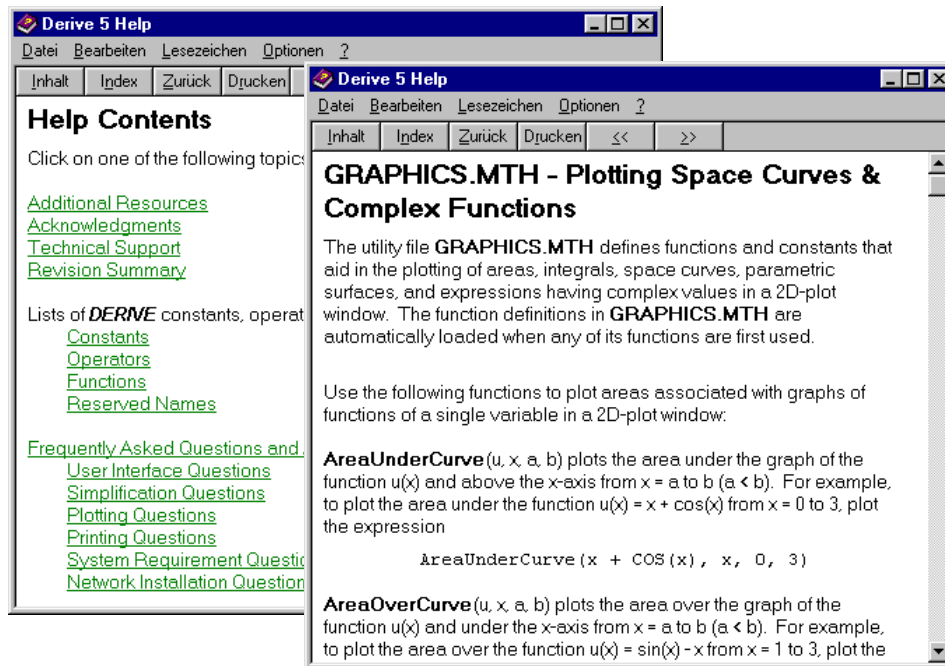 Derive 5 Help
Datei Bearbeiten Lesezeichen Optionen ?
Inhalt Index Zurück Drucken
Help Contents
Click on one of the following topics
Additional Resources
Acknowledgments
Technical Support
Revision Summary
Lists of DERIVE constants, operat
Constants
Operators
Functions
Reserved Names
Frequently Asked Questions and
User Interface Questions
Simplification Questions
Plotting Questions
Printing Questions
System Requirement Questio
Network Installation Question
Derive 5 Help
Datei Bearbeiten Lesezeichen Optionen ?
Inhalt Index Zurück Drucken << >>
GRAPHICS.MTH - Plotting Space Curves &
Complex Functions
The utility file GRAPHICS.MTH defines functions and constants that
aid in the plotting of areas, integrals, space curves, parametric
surfaces, and expressions having complex values in a 2D-plot
window. The function definitions in GRAPHICS.MTH are
automatically loaded when any of its functions are first used.
Use the following functions to plot areas associated with graphs of
functions of a single variable in a 2D-plot window:
AreaUnderCurve(u, x, a, b) plots the area under the graph of the
function u(x) and above the x-axis from x = a to b (a < b). For example,
to plot the area under the function u(x) = x + cos(x) from x = 0 to 3, plot
the expression
AreaUnderCurve(x + COS(x), x, 0, 3)
AreaOverCurve(u, x, a, b) plots the area over the graph of the
function u(x) and under the x-axis from x = a to b (a < b). For example,
to plot the area over the function u(x) = sin(x) - x from x = 1 to 3, plot the